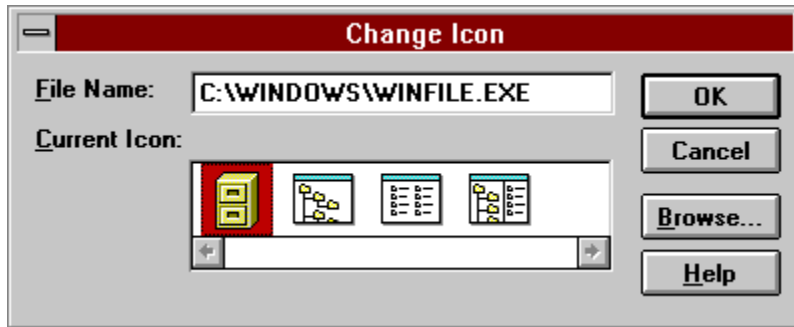 Change Icon
File Name: C:\WINDOWS\WINFILE.EXE
OK
Current Icon:
Cancel
Browse...
Help